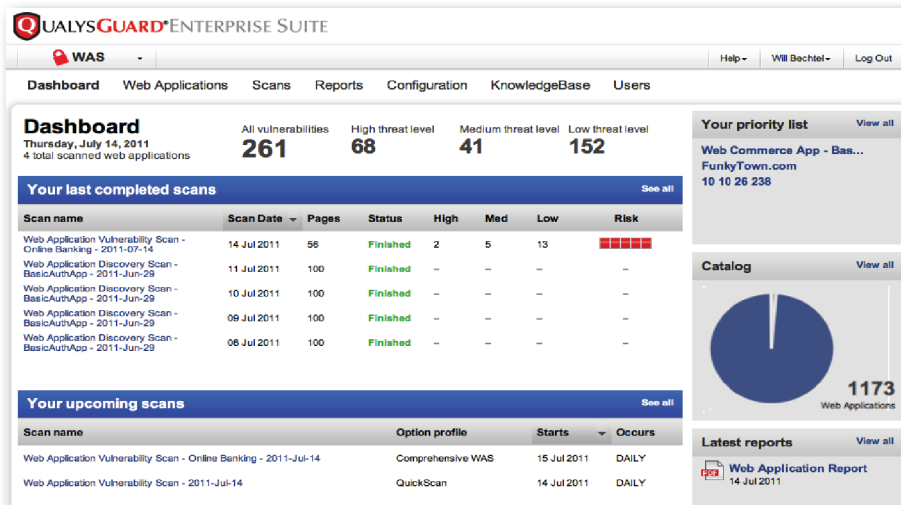 QUALYSGUARD® ENTERPRISE SUITE
WAS
Help Will Bechtel Log Out
Dashboard Web Applications Scans Reports Configuration KnowledgeBase Users
Dashboard
Thursday, July 14, 2011
4 total scanned web applications
All vulnerabilities High threat level Medium threat level Low threat level
261 68 41 152
Your last completed scans See all
Scan name Scan Date Pages Status High Med Low Risk
Web Application Vulnerability Scan -
Online Banking - 2011-07-14
14 Jul 2011 56 Finished 2 5 13
Web Application Discovery Scan -
BasicAuthApp - 2011-Jun-29
11 Jul 2011 100 Finished – – – –
Web Application Discovery Scan -
BasicAuthApp - 2011-Jun-29
10 Jul 2011 100 Finished – – – –
Web Application Discovery Scan -
BasicAuthApp - 2011-Jun-29
09 Jul 2011 100 Finished – – – –
Web Application Discovery Scan -
BasicAuthApp - 2011-Jun-29
08 Jul 2011 100 Finished – – – –
Your upcoming scans See all
Scan name Option profile Starts Occurs
Web Application Vulnerability Scan - Online Banking - 2011-Jul-14 Comprehensive WAS 15 Jul 2011 DAILY
Web Application Vulnerability Scan - 2011-Jul-14 QuickScan 14 Jul 2011 DAILY
Your priority list View all
Web Commerce App - Bas...
FunkyTown.com
10 10 26 238
Catalog View all
1173
Web Applications
Latest reports View all
PDF
Web Application Report
14 Jul 2011